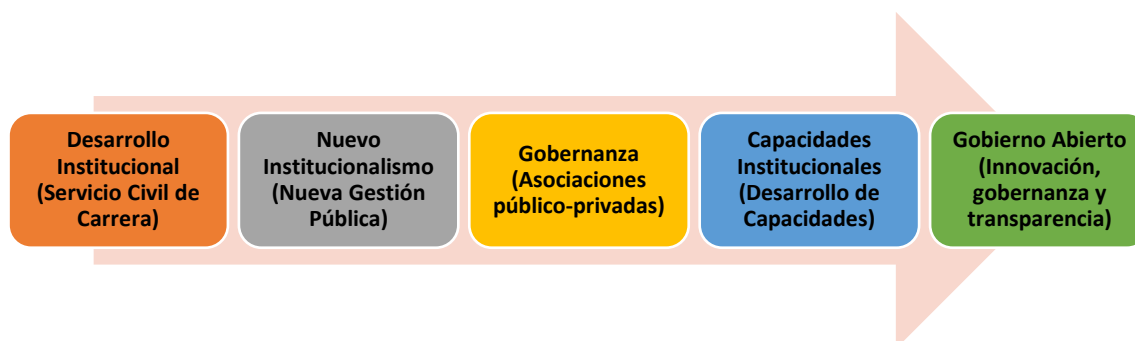 Desarrollo
Institucional
(Servicio Civil de
Carrera)
Nuevo
Institucionalismo
(Nueva Gestión
Pública)
Gobernanza
(Asociaciones
público-privadas)
Capacidades
Institucionales
(Desarrollo de
Capacidades)
Gobierno Abierto
(Innovación,
gobernanza y
transparencia)